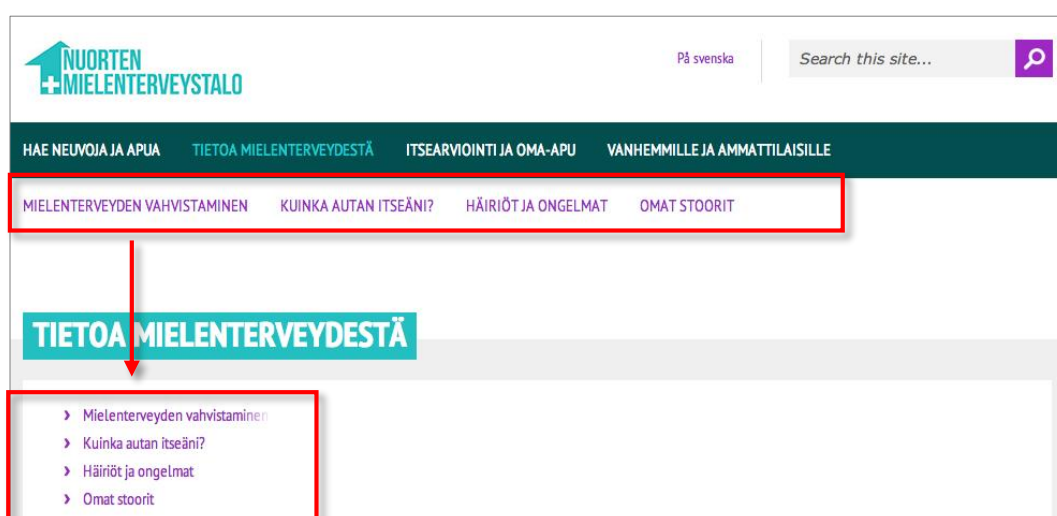 NUORTEN
MIELENTERVEYSTALO
På svenska
Search this site...
HAE NEUVOJA JA APUA TIETOA MIELENTERVEYDESTÄ ITSEARVIOINTI JA OMA-APU VANHEMMILLE JA AMMATTILAISILLE
MIELENTERVEYDEN VAHVISTAMINEN KUINKA AUTAN ITSEÄNI? HÄIRIÖT JA ONGELMAT OMAT STOORIT
TIETOA MIELENTERVEYDESTÄ
Mielenterveyden vahvistaminen
Kuinka autan itseäni?
Häiriöt ja ongelmat
Omat stoorit